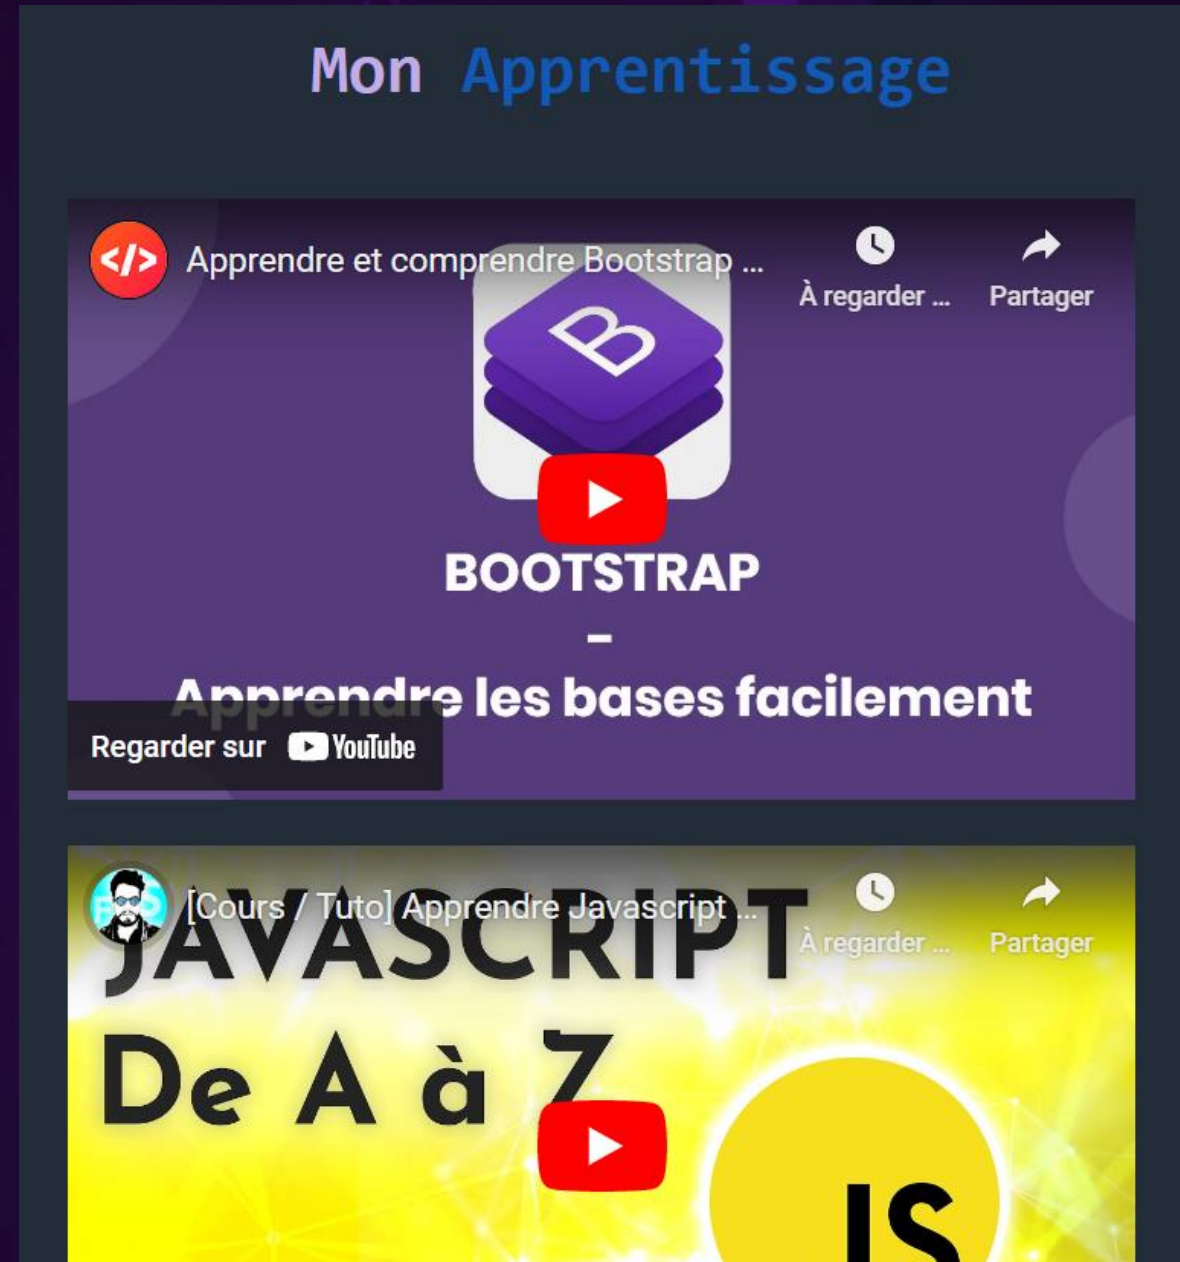 Mon Apprentissage
</>
Apprendre et comprendre Bootstrap ...
À regarder ...
Partager
B
BOOTSTRAP
-
Apprendre les bases facilement
Regarder sur YouTube
[Cours / Tuto] Apprendre Javascript ...
À regarder ...
Partager
JAVASCRIPT
De A à Z
JS